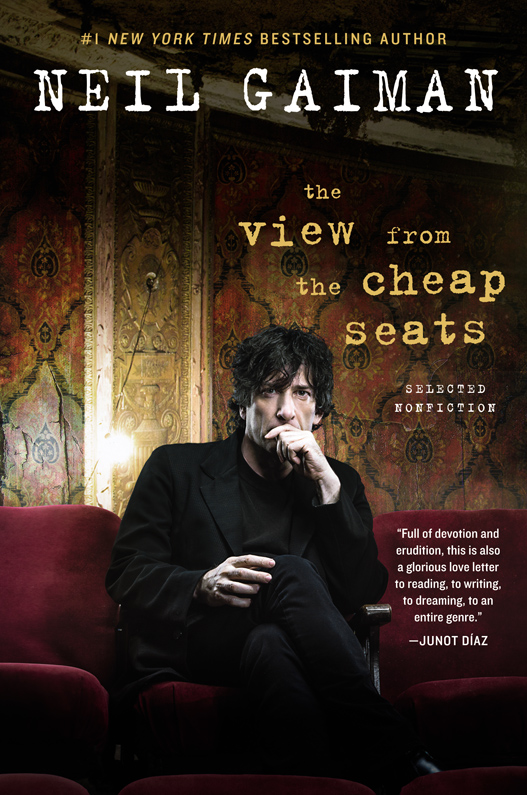 #1 NEW YORK TIMES BESTSELLING AUTHOR
NEIL GAIMAN
the
view from
the cheap
seats
SELECTED
NONFICTION
“Full of devotion and
erudition, this is also
a glorious love letter
to reading, to writing,
to dreaming, to an
entire genre.”
—JUNOT DÍAZ